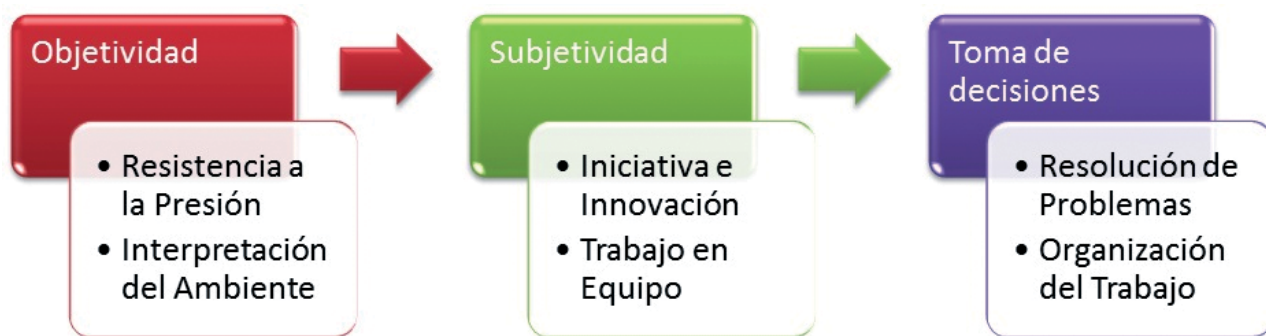 Objetividad
• Resistencia a
la Presión
• Interpretación
del Ambiente
Subjetividad
• Iniciativa e
Innovación
• Trabajo en
Equipo
Toma de
decisiones
• Resolución de
Problemas
• Organización
del Trabajo